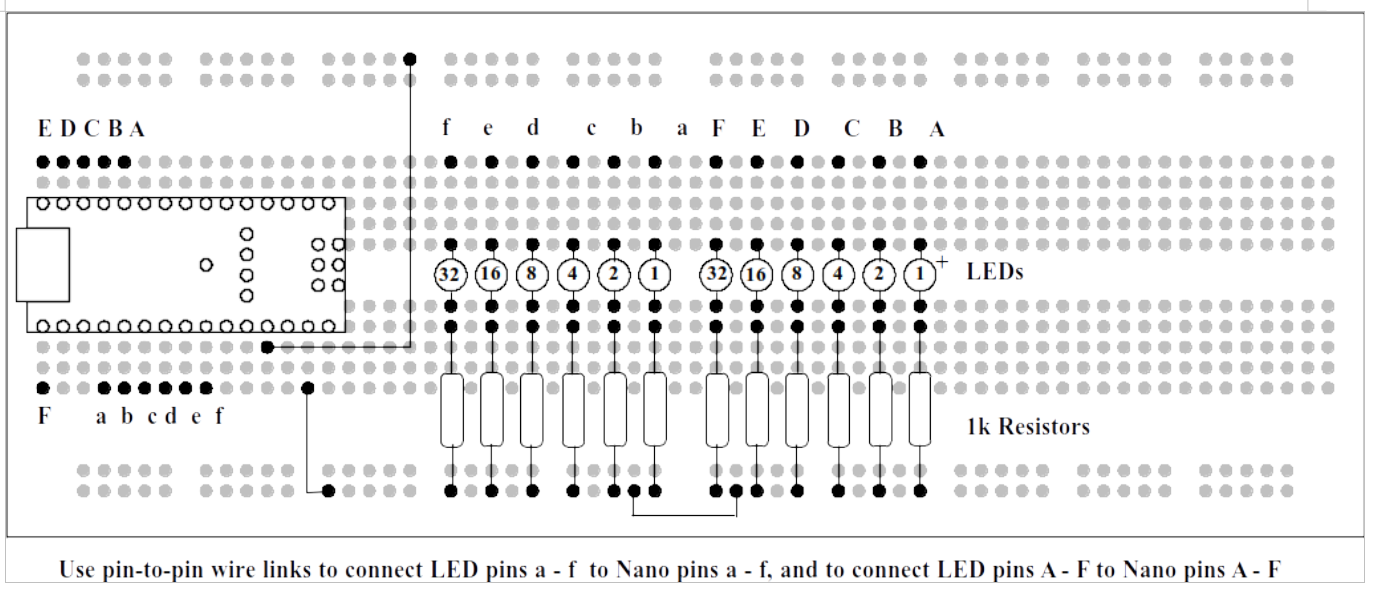 E D C B A f e d c b a F E D C B A
32 16 8 4 2 1 32 16 8 4 2 1 + LEDs
F a b c d e f
1k Resistors
Use pin-to-pin wire links to connect LED pins a - f to Nano pins a - f, and to connect LED pins A - F to Nano pins A - F